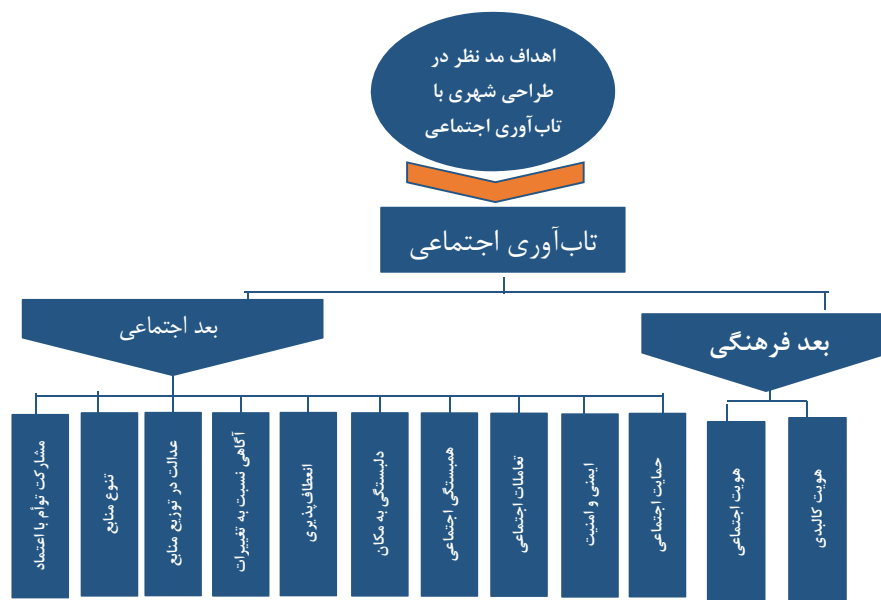 اهداف مد نظر در
طراحی شهری با
تاب‌آوری اجتماعی
تاب‌آوری اجتماعی
بعد فرهنگی
بعد اجتماعی
هویت کالبدی
هویت اجتماعی
حمایت اجتماعی
ایمنی و امنیت
تعاملات اجتماعی
همبستگی اجتماعی
دلبستگی به مکان
انعطاف‌پذیری
آگاهی نسبت به تغییرات
عدالت در توزیع منابع
تنوع منابع
مشارکت توأم با اعتماد